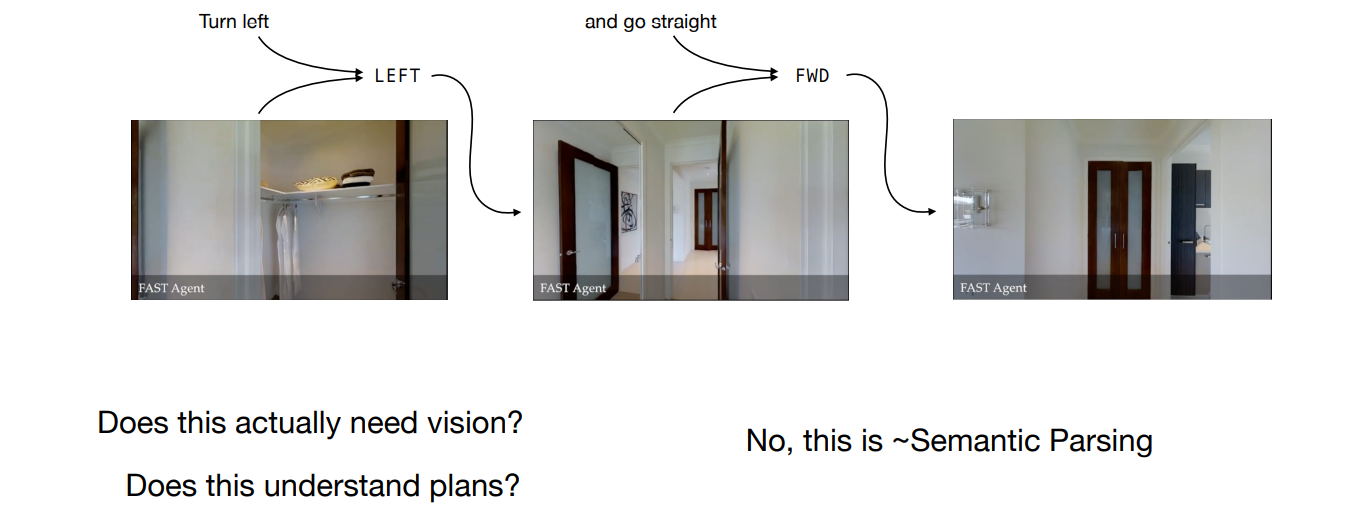 Turn left
and go straight
LEFT
FWD
FAST Agent
FAST Agent
FAST Agent
Does this actually need vision?
No, this is ~Semantic Parsing
Does this understand plans?